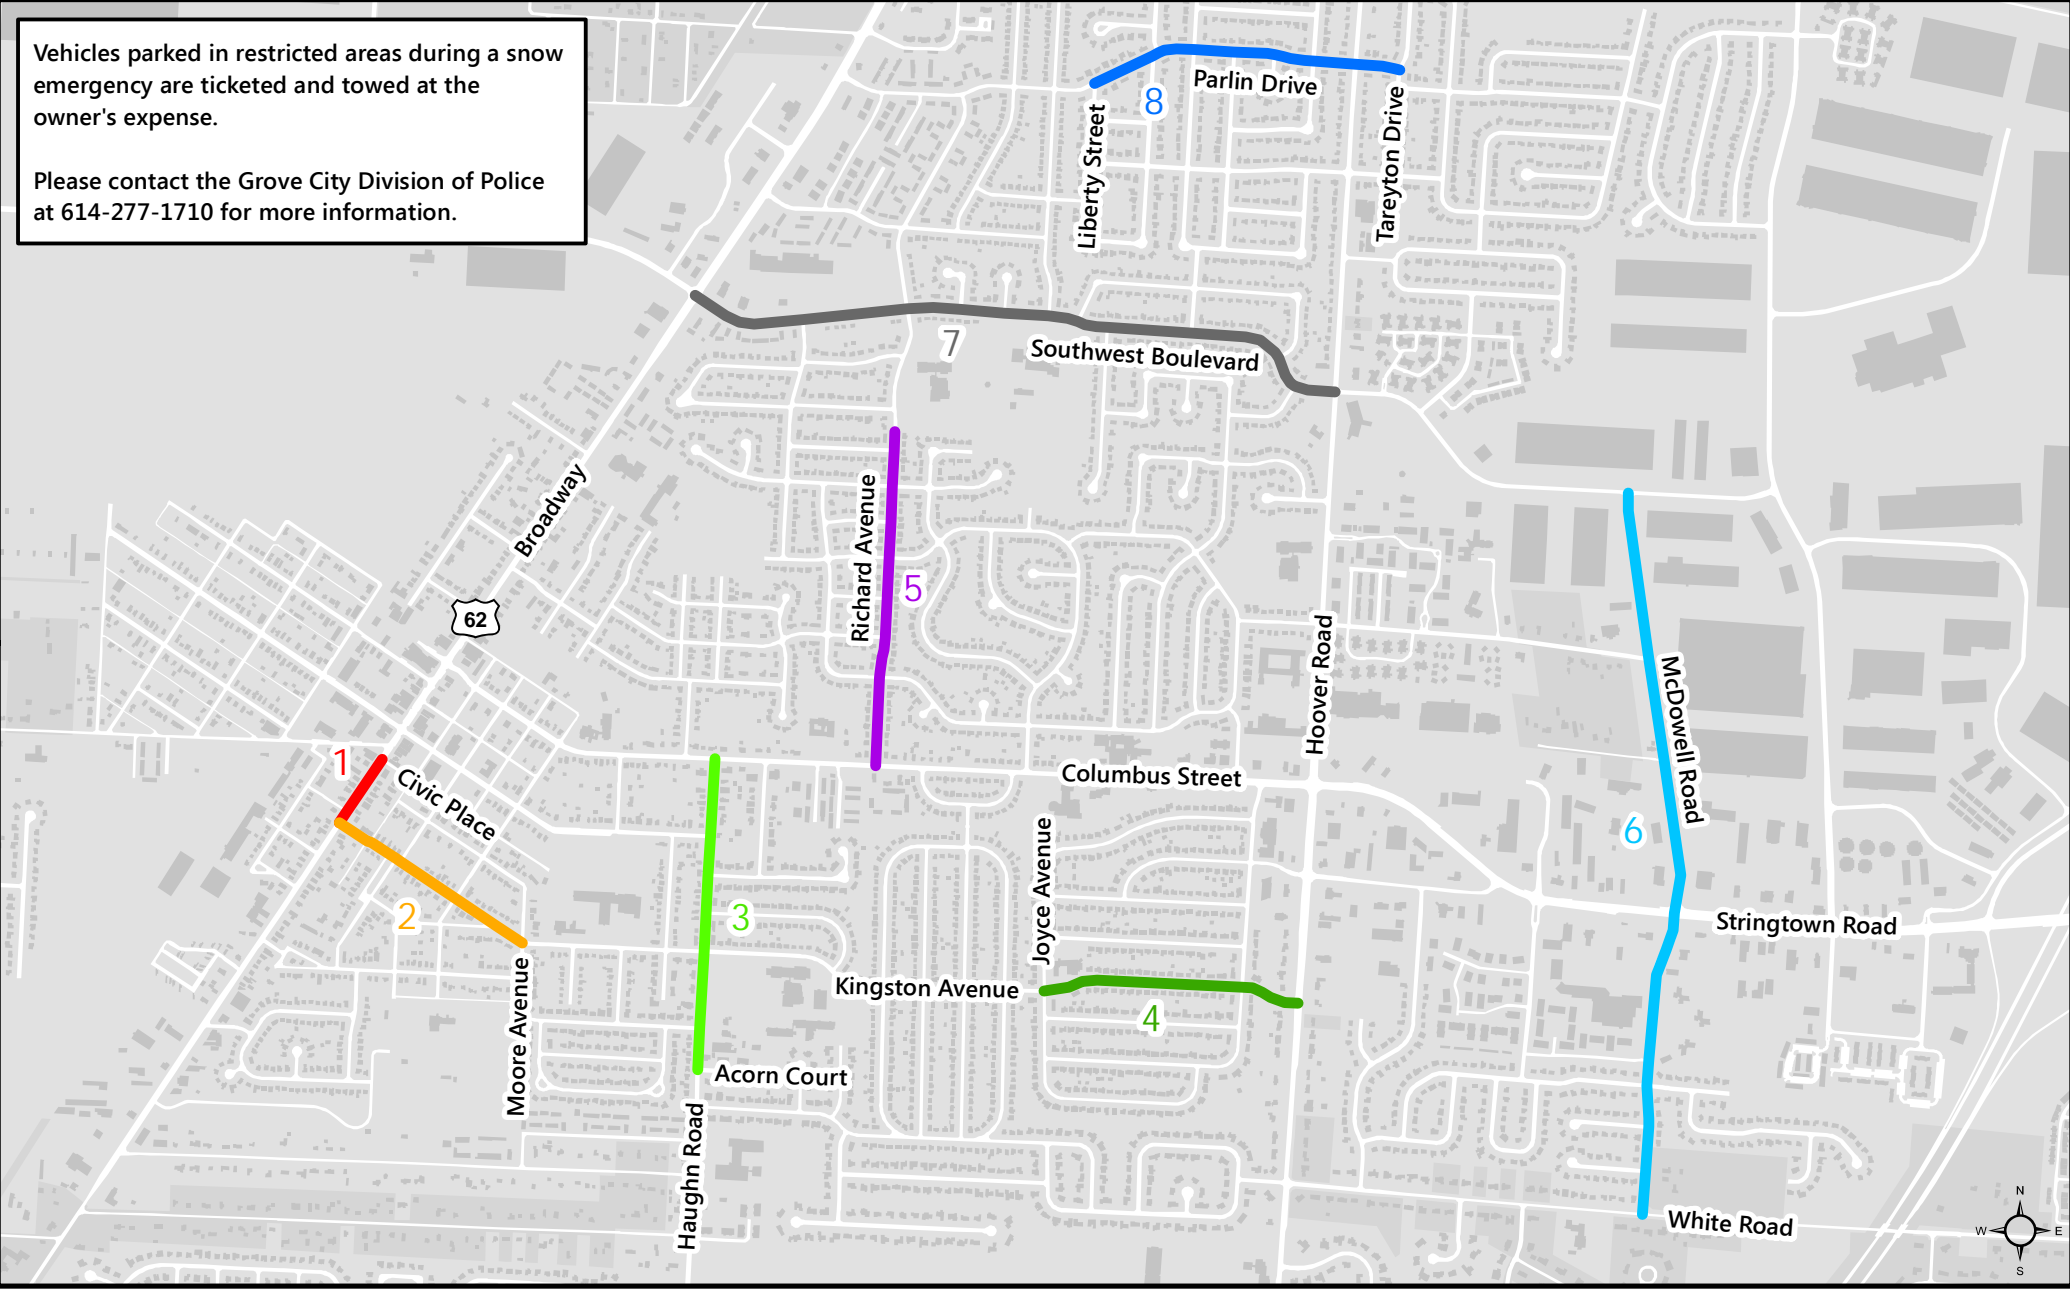 Vehicles parked in restricted areas during a snow
emergency are ticketed and towed at the
owner's expense.
Please contact the Grove City Division of Police
at 614-277-1710 for more information.
8
Parlin Drive
Liberty Street
Tareyton Drive
7
Southwest Boulevard
Broadway
Richard Avenue
5
62
Hoover Road
McDowell Road
1
Civic Place
Columbus Street
6
2
3
Joyce Avenue
Stringtown Road
Kingston Avenue
4
Moore Avenue
Acorn Court
Haughn Road
White Road
N
W
E
S